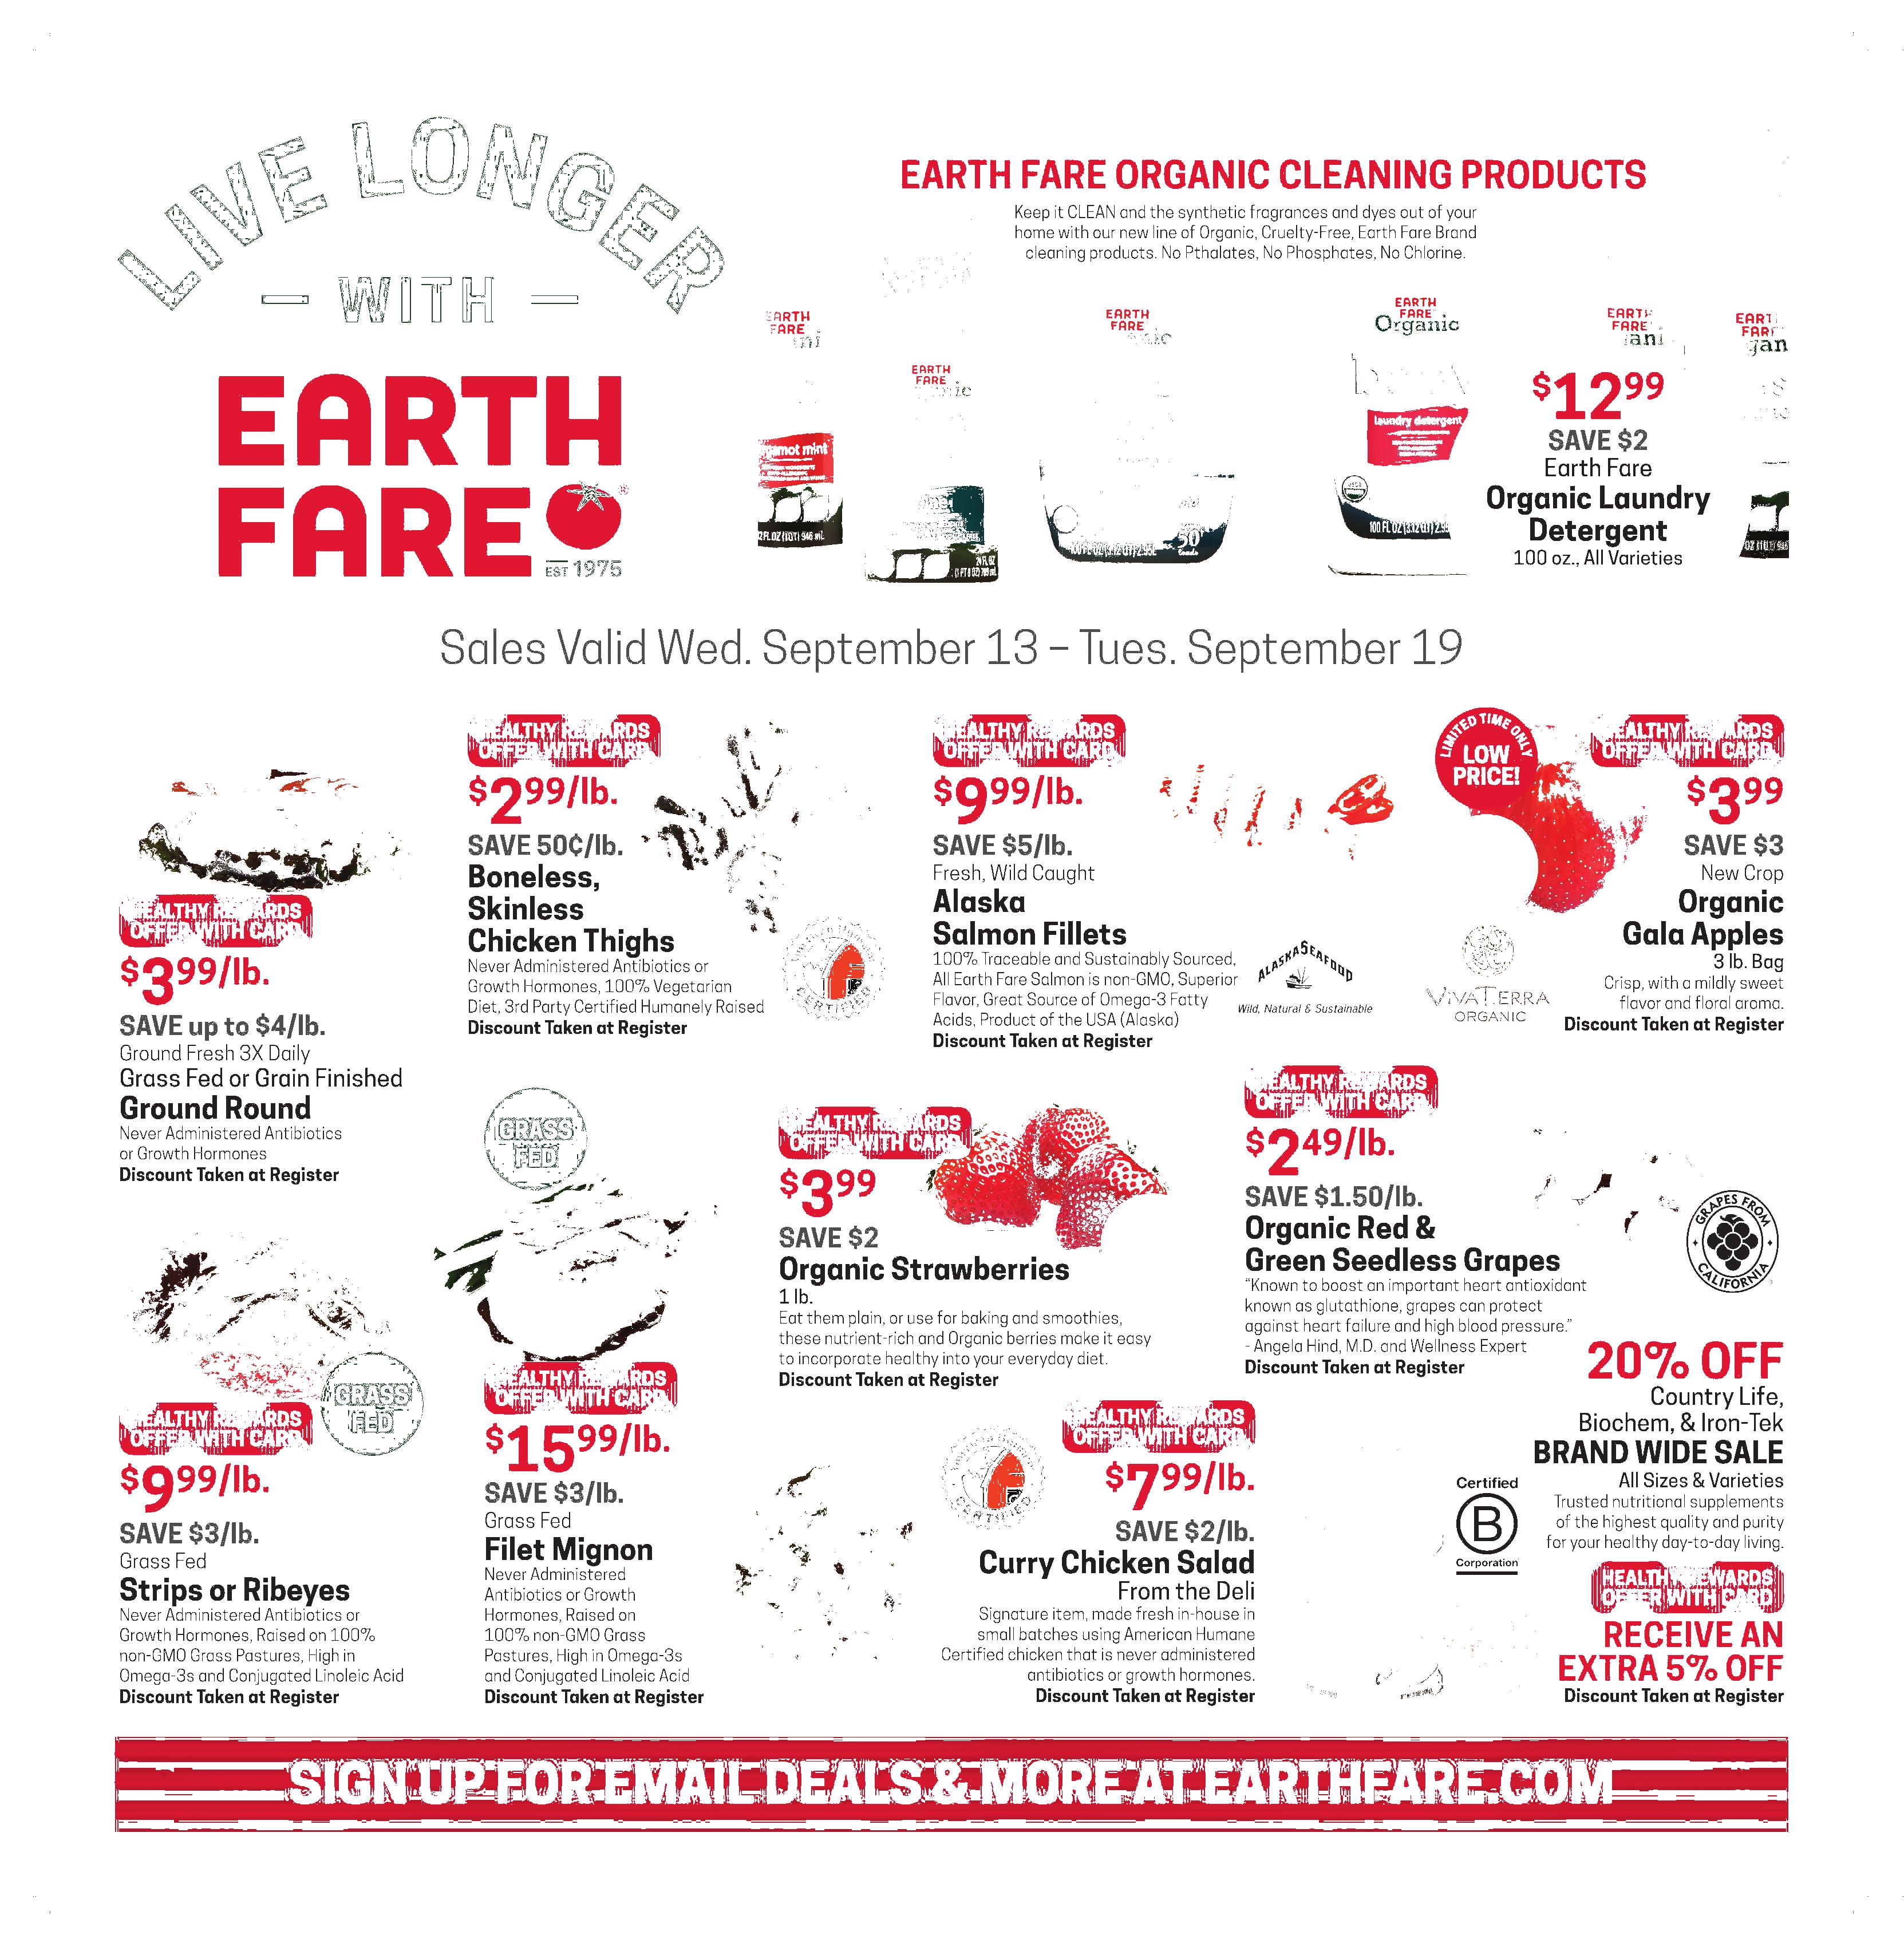 LIVE LONGER
WITH
EARTH
FARE
EST 1975
EARTH FARE ORGANIC CLEANING PRODUCTS
Keep it CLEAN and the synthetic fragrances and dyes out of your
home with our new line of Organic, Cruelty-Free, Earth Fare Brand
cleaning products. No Pthalates, No Phosphates, No Chlorine.
EARTH
FARE
EARTH
FARE
EARTH
FARE
Organic
laundry detergent
$12 99
SAVE $2
Earth Fare
Organic Laundry
Detergent
100 oz., All Varieties
Sales Valid Wed. September 13 – Tues. September 19
HEALTHY REWARDS
OFFER WITH CARD
$3 99/lb.
SAVE up to $4/lb.
Ground Fresh 3X Daily
Grass Fed or Grain Finished
Ground Round
Never Administered Antibiotics
or Growth Hormones
Discount Taken at Register
HEALTHY REWARDS
OFFER WITH CARD
$2 99/lb.
SAVE 50¢/lb.
Boneless,
Skinless
Chicken Thighs
Never Administered Antibiotics or
Growth Hormones, 100% Vegetarian
Diet, 3rd Party Certified Humanely Raised
Discount Taken at Register
CERTIFIED
HEALTHY REWARDS
OFFER WITH CARD
$9 99/lb.
SAVE $5/lb.
Fresh, Wild Caught
Alaska
Salmon Fillets
100% Traceable and Sustainably Sourced,
All Earth Fare Salmon is non-GMO, Superior
Flavor, Great Source of Omega-3 Fatty
Acids, Product of the USA (Alaska)
Discount Taken at Register
ALASKA SEAFOOD
Wild, Natural & Sustainable
LIMITED TIME ONLY
LOW
PRICE!
HEALTHY REWARDS
OFFER WITH CARD
$3 99
SAVE $3
New Crop
Organic
Gala Apples
3 lb. Bag
Crisp, with a mildly sweet
flavor and floral aroma.
Discount Taken at Register
VIVATERRA
ORGANIC
GRASS
FED
HEALTHY REWARDS
OFFER WITH CARD
$9 99/lb.
SAVE $3/lb.
Grass Fed
Strips or Ribeyes
Never Administered Antibiotics or
Growth Hormones, Raised on 100%
non-GMO Grass Pastures, High in
Omega-3s and Conjugated Linoleic Acid
Discount Taken at Register
GRASS
FED
HEALTHY REWARDS
OFFER WITH CARD
$15 99/lb.
SAVE $3/lb.
Grass Fed
Filet Mignon
Never Administered
Antibiotics or Growth
Hormones, Raised on
100% non-GMO Grass
Pastures, High in Omega-3s
and Conjugated Linoleic Acid
Discount Taken at Register
HEALTHY REWARDS
OFFER WITH CARD
$3 99
SAVE $2
Organic Strawberries
1 lb.
Eat them plain, or use for baking and smoothies,
these nutrient-rich and Organic berries make it easy
to incorporate healthy into your everyday diet.
Discount Taken at Register
HEALTHY REWARDS
OFFER WITH CARD
$2 49/lb.
SAVE $1.50/lb.
Organic Red &
Green Seedless Grapes
"Known to boost an important heart antioxidant
known as glutathione, grapes can protect
against heart failure and high blood pressure."
- Angela Hind, M.D. and Wellness Expert
Discount Taken at Register
GRAPES FROM
CALIFORNIA
CERTIFIED
HEALTHY REWARDS
OFFER WITH CARD
$7 99/lb.
SAVE $2/lb.
Curry Chicken Salad
From the Deli
Signature item, made fresh in-house in
small batches using American Humane
Certified chicken that is never administered
antibiotics or growth hormones.
Discount Taken at Register
20% OFF
Country Life,
Biochem, & Iron-Tek
BRAND WIDE SALE
All Sizes & Varieties
Trusted nutritional supplements
of the highest quality and purity
for your healthy day-to-day living.
Certified
B
Corporation
HEALTHY REWARDS
OFFER WITH CARD
RECEIVE AN
EXTRA 5% OFF
Discount Taken at Register
SIGN UP FOR EMAIL DEALS & MORE AT EARTHFARE.COM